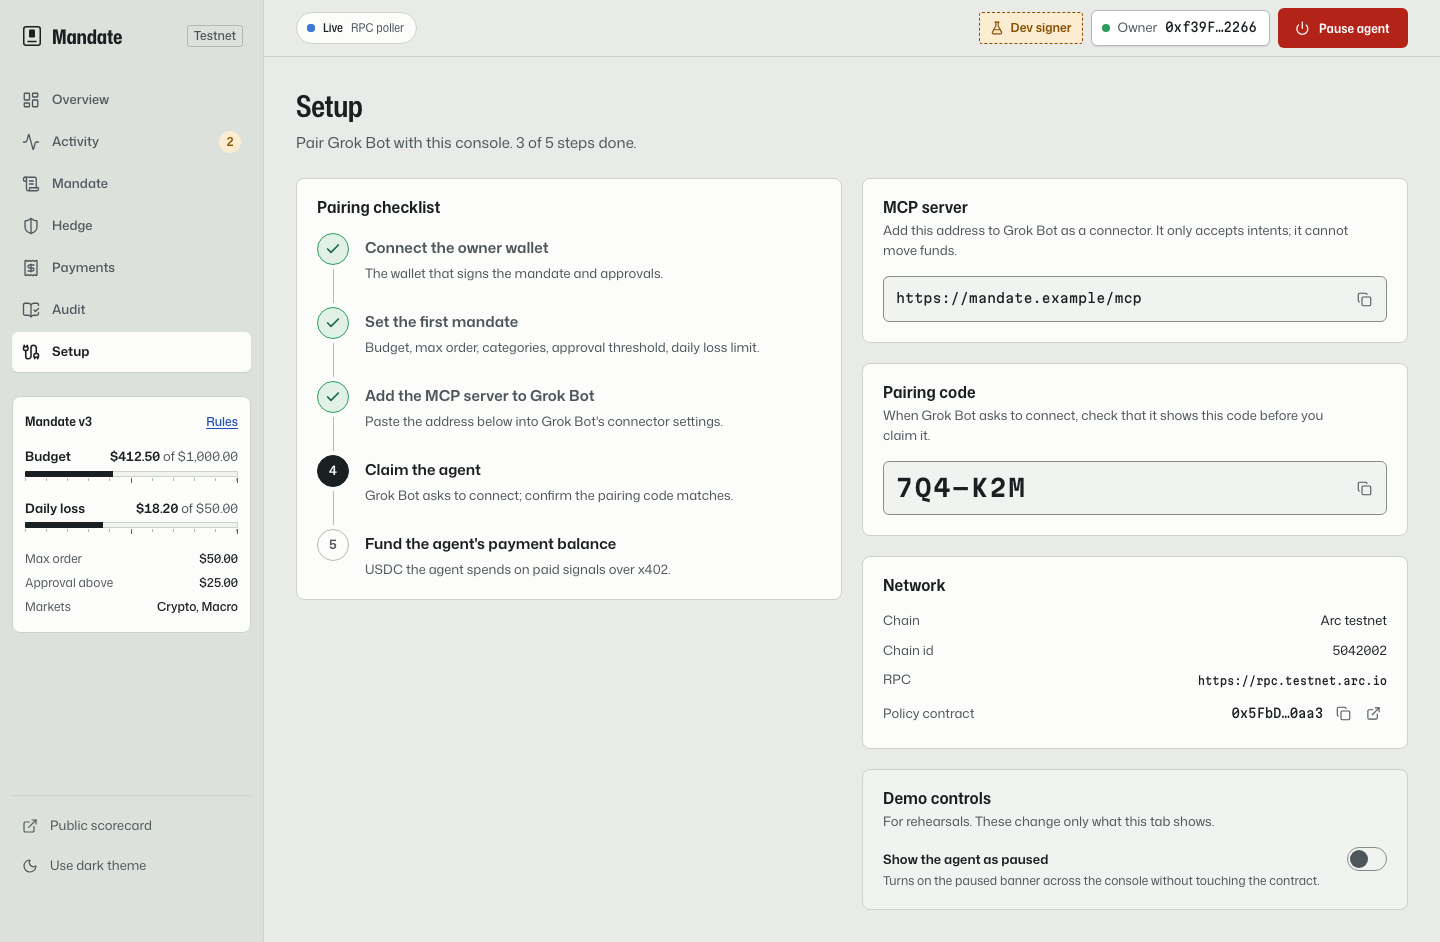 Mandate
Testnet
Overview
Activity
2
Mandate
Hedge
Payments
Audit
Setup
Mandate v3
Rules
Budget
$412.50 of $1,000.00
Daily loss
$18.20 of $50.00
Max order
$50.00
Approval above
$25.00
Markets
Crypto, Macro
Public scorecard
Use dark theme
Live RPC poller
Dev signer
Owner 0xf39F…2266
Pause agent
Setup
Pair Grok Bot with this console. 3 of 5 steps done.
Pairing checklist
Connect the owner wallet
The wallet that signs the mandate and approvals.
Set the first mandate
Budget, max order, categories, approval threshold, daily loss limit.
Add the MCP server to Grok Bot
Paste the address below into Grok Bot's connector settings.
4
Claim the agent
Grok Bot asks to connect; confirm the pairing code matches.
5
Fund the agent's payment balance
USDC the agent spends on paid signals over x402.
MCP server
Add this address to Grok Bot as a connector. It only accepts intents; it cannot
move funds.
https://mandate.example/mcp
Pairing code
When Grok Bot asks to connect, check that it shows this code before you
claim it.
7Q4–K2M
Network
Chain
Arc testnet
Chain id
5042002
RPC
https://rpc.testnet.arc.io
Policy contract
0x5FbD…0aa3
Demo controls
For rehearsals. These change only what this tab shows.
Show the agent as paused
Turns on the paused banner across the console without touching the contract.